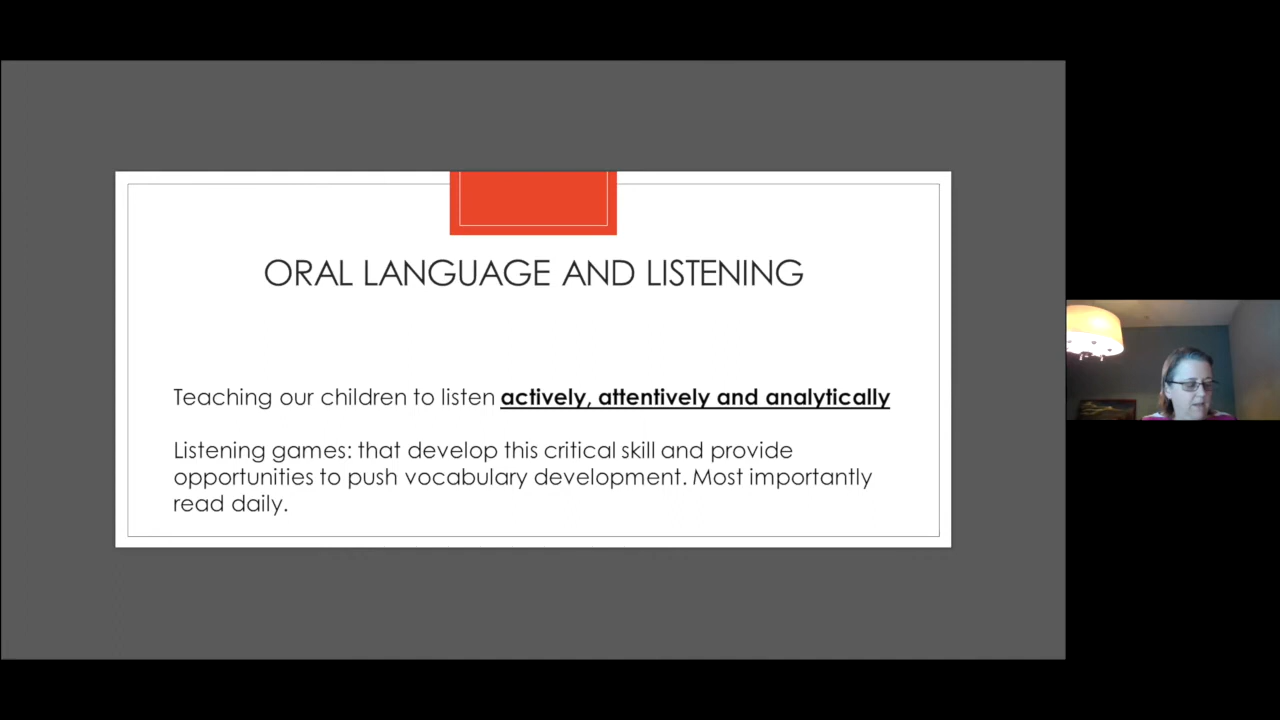 ORAL LANGUAGE AND LISTENING
Teaching our children to listen actively, attentively and analytically
Listening games: that develop this critical skill and provide
opportunities to push vocabulary development. Most importantly
read daily.